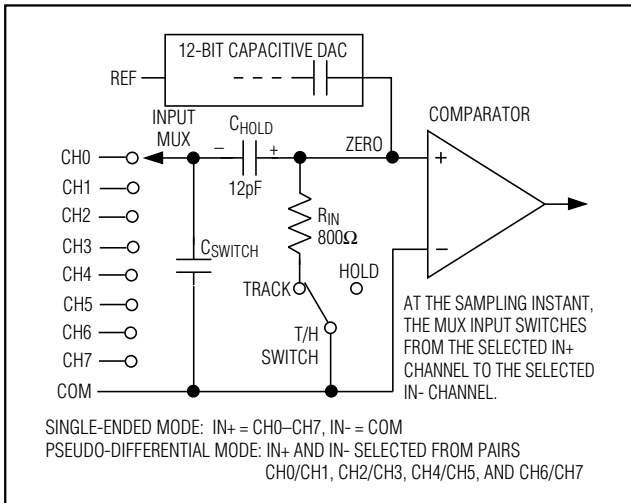 12-BIT CAPACITIVE DAC
REF
COMPARATOR
INPUT
MUX
CHOLD
ZERO
– +
12pF
+
−
CH0
CH1
CH2
CH3
CH4
CH5
CH6
CH7
COM
CSWITCH
RIN
800Ω
HOLD
TRACK
T/H
SWITCH
AT THE SAMPLING INSTANT,
THE MUX INPUT SWITCHES
FROM THE SELECTED IN+
CHANNEL TO THE SELECTED
IN- CHANNEL.
SINGLE-ENDED MODE: IN+ = CH0–CH7, IN- = COM
PSEUDO-DIFFERENTIAL MODE: IN+ AND IN- SELECTED FROM PAIRS
CH0/CH1, CH2/CH3, CH4/CH5, AND CH6/CH7